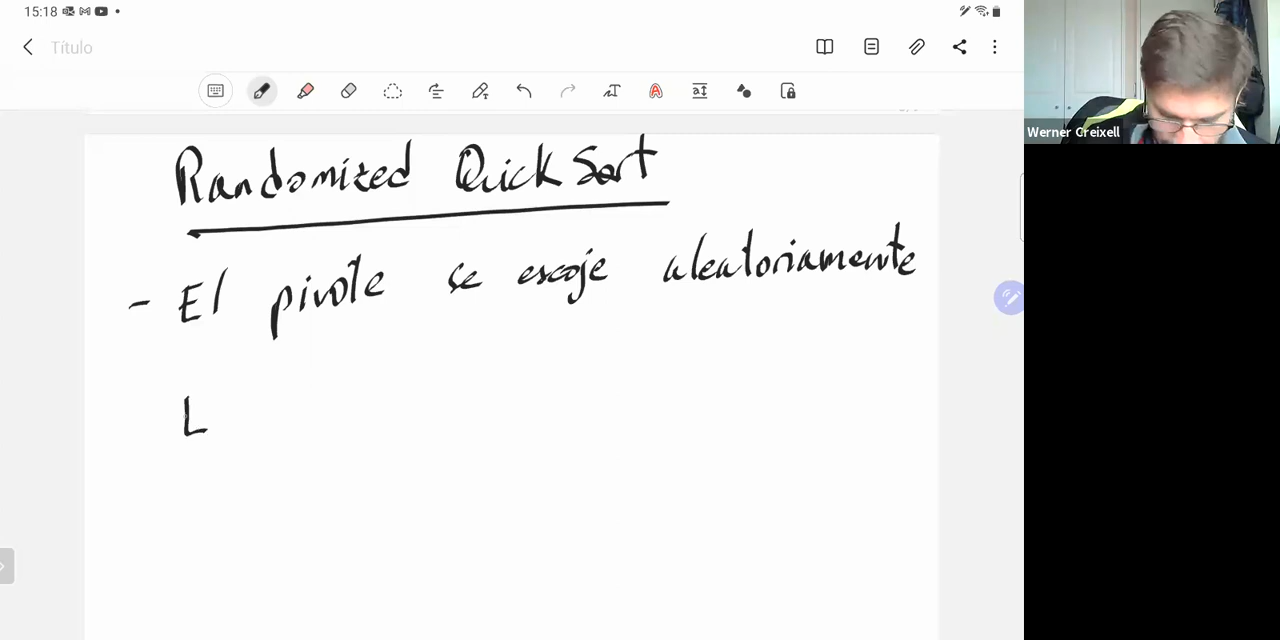 15:18
Título
Werner Creixell
Randomized QuickSort
- El pivote se escoje aleatoriamente
L